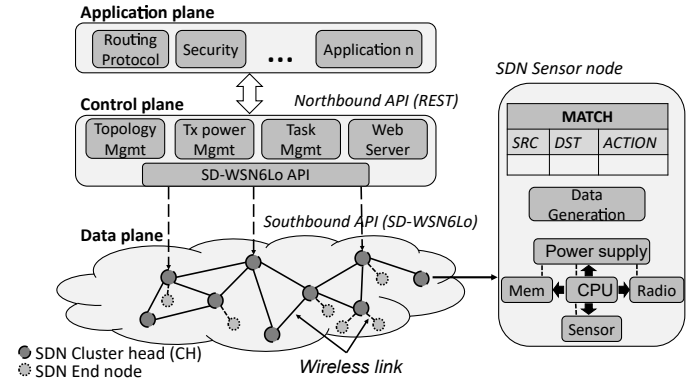 Application plane
Routing
Protocol
Security
...
Application n
Northbound API (REST)
Control plane
Topology
Mgmt
Tx power
Mgmt
Task
Mgmt
Web
Server
SD-WSN6Lo API
Southbound API (SD-WSN6Lo)
Data plane
SDN Cluster head (CH)
SDN End node
Wireless link
SDN Sensor node
MATCH
SRC DST ACTION
Data
Generation
Power supply
Mem CPU Radio
Sensor